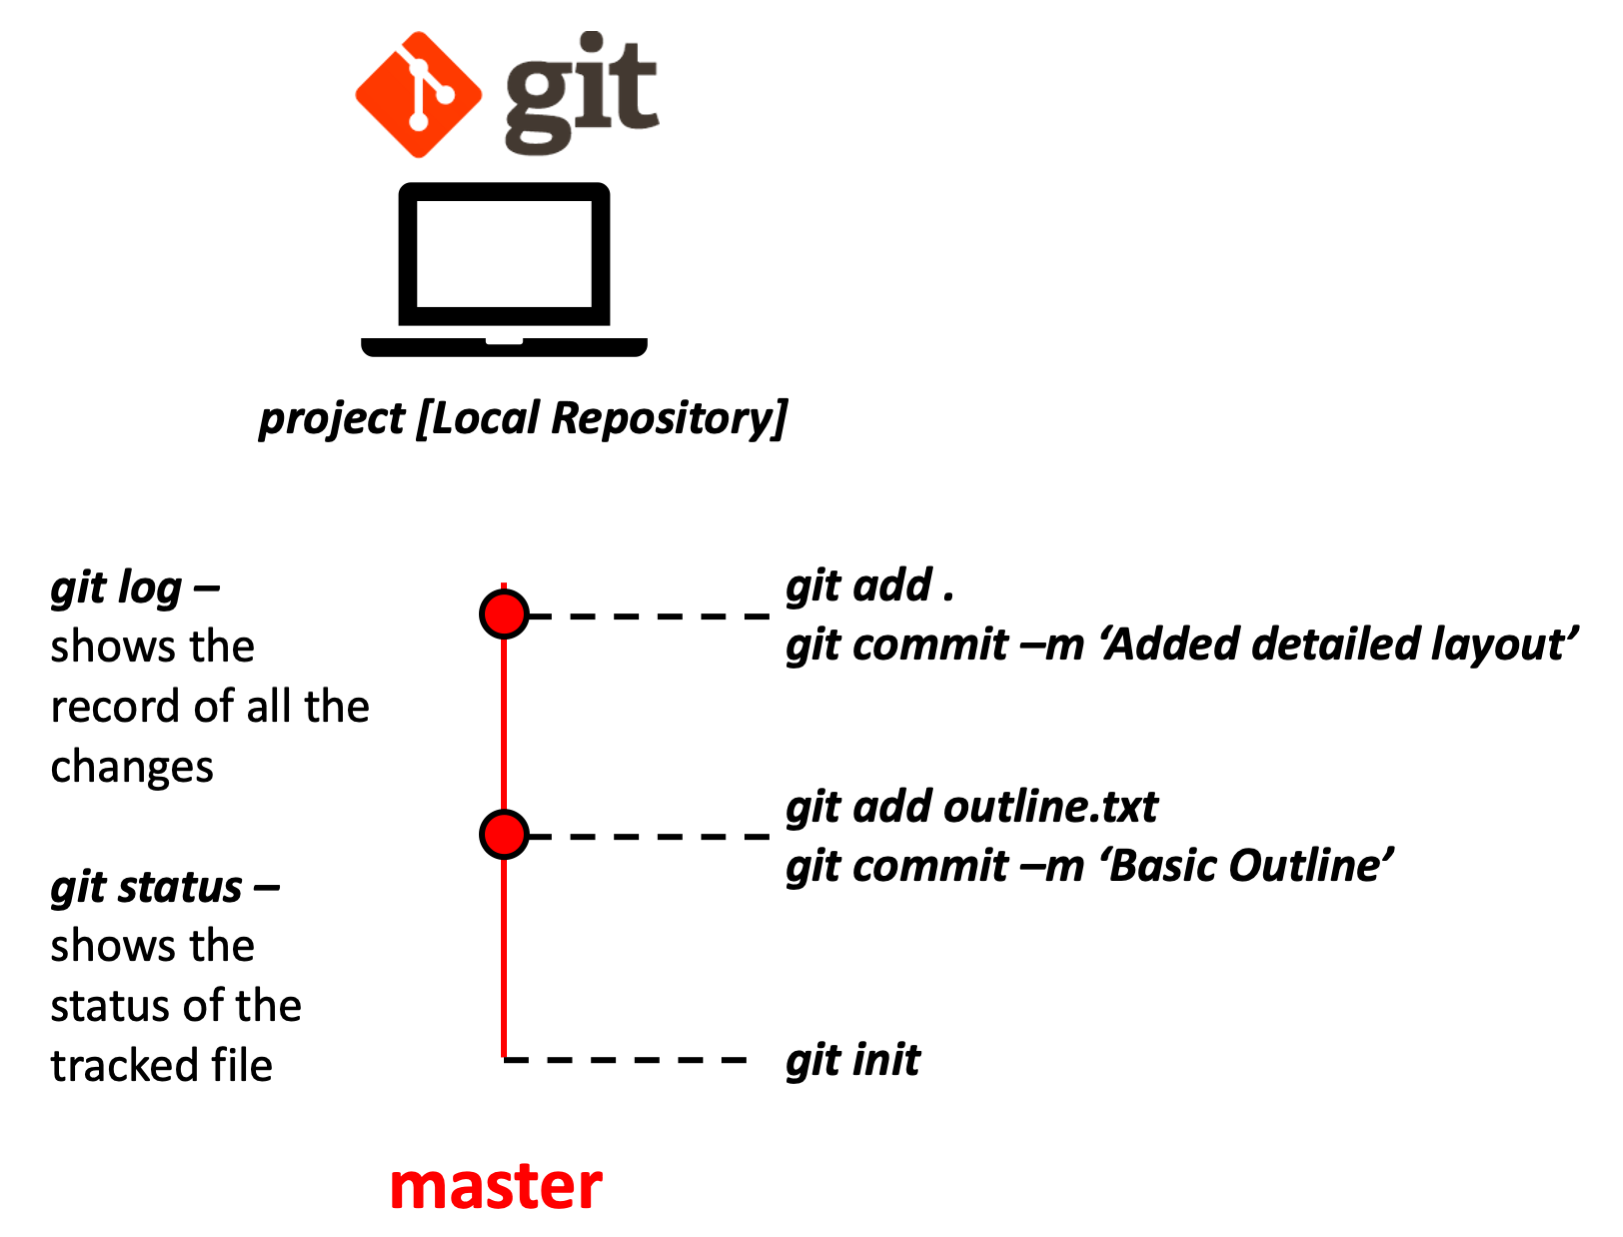 git
project [Local Repository]
git log –
shows the
record of all the
changes
git status –
shows the
status of the
tracked file
git add .
git commit –m ‘Added detailed layout’
git add outline.txt
git commit –m ‘Basic Outline’
git init
master